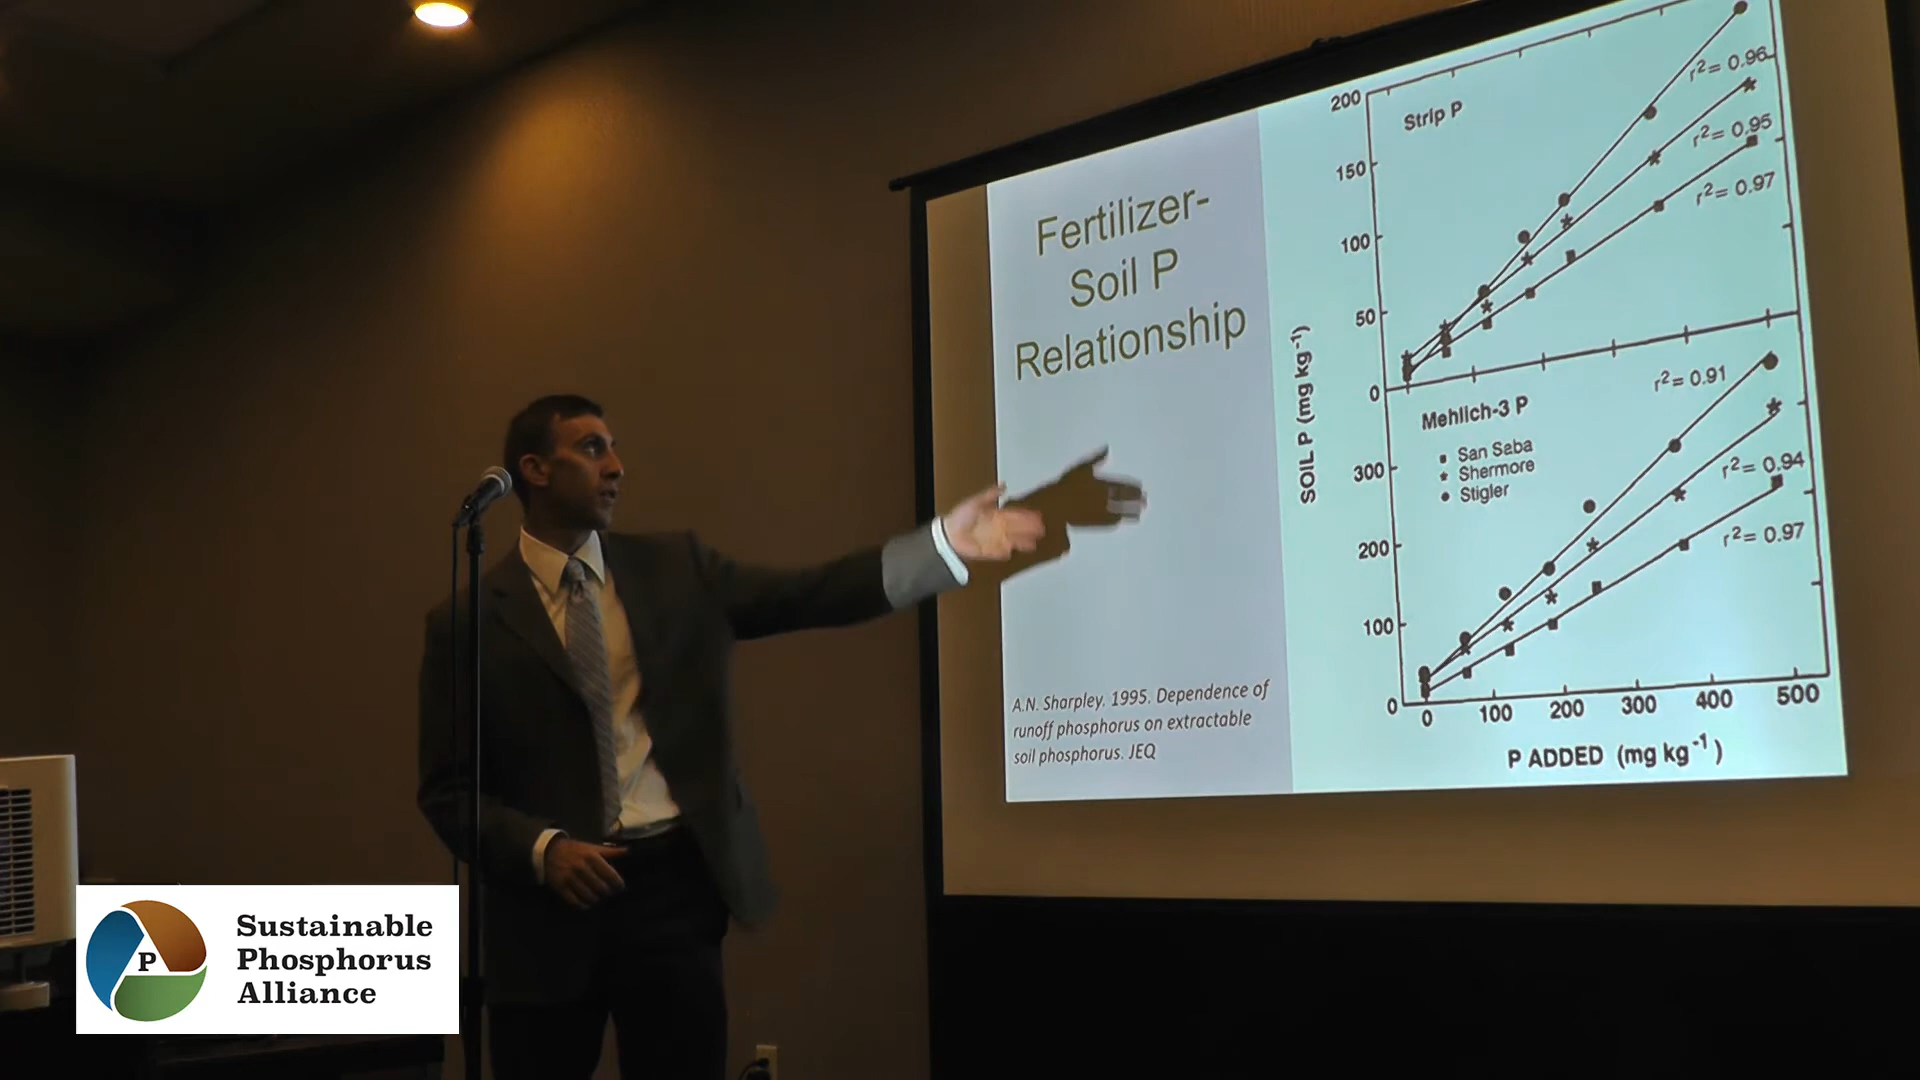 Fertilizer-
Soil P
Relationship
A.N. Sharpley. 1995. Dependence of
runoff phosphorus on extractable
soil phosphorus. JEQ
SOIL P (mg kg-1)
200
150
100
50
0
Strip P
r2= 0.96
r2= 0.95
r2= 0.97
300
200
100
0
Mehlich-3 P
San Saba
Shermore
Stigler
r2= 0.91
r2= 0.94
r2= 0.97
0 100 200 300 400 500
P ADDED (mg kg-1)
P
Sustainable
Phosphorus
Alliance